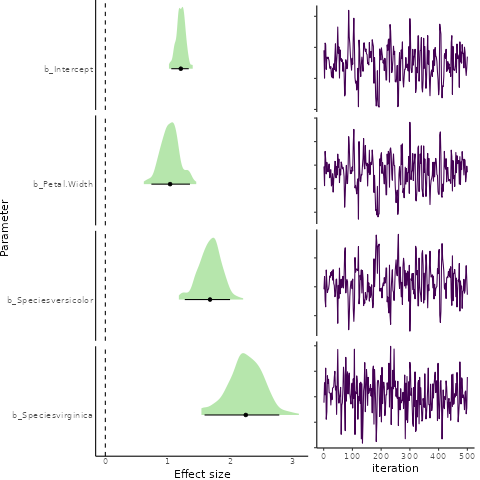 Parameter
b_Intercept
b_Petal.Width
b_Speciesversicolor
b_Speciesvirginica
0 1 2 3
Effect size
0 100 200 300 400 500
iteration